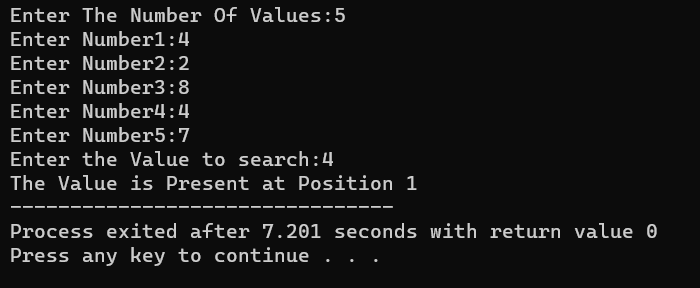 Enter The Number Of Values:5
Enter Number1:4
Enter Number2:2
Enter Number3:8
Enter Number4:4
Enter Number5:7
Enter the Value to search:4
The Value is Present at Position 1
--------------------------------
Process exited after 7.201 seconds with return value 0
Press any key to continue . . .